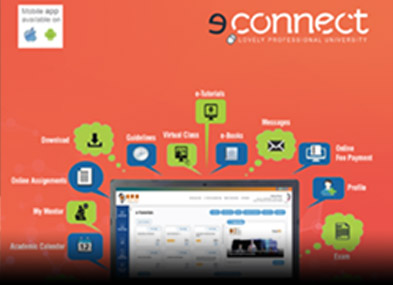 Mobile app
available on
econnect
LOVELY PROFESSIONAL UNIVERSITY
e-Tutorials
Download
Guidelines
Virtual Class
e-Books
Messages
Online
Fee Payment
Online Assignments
Profile
My Mentor
Academic Calendar
12
Exam